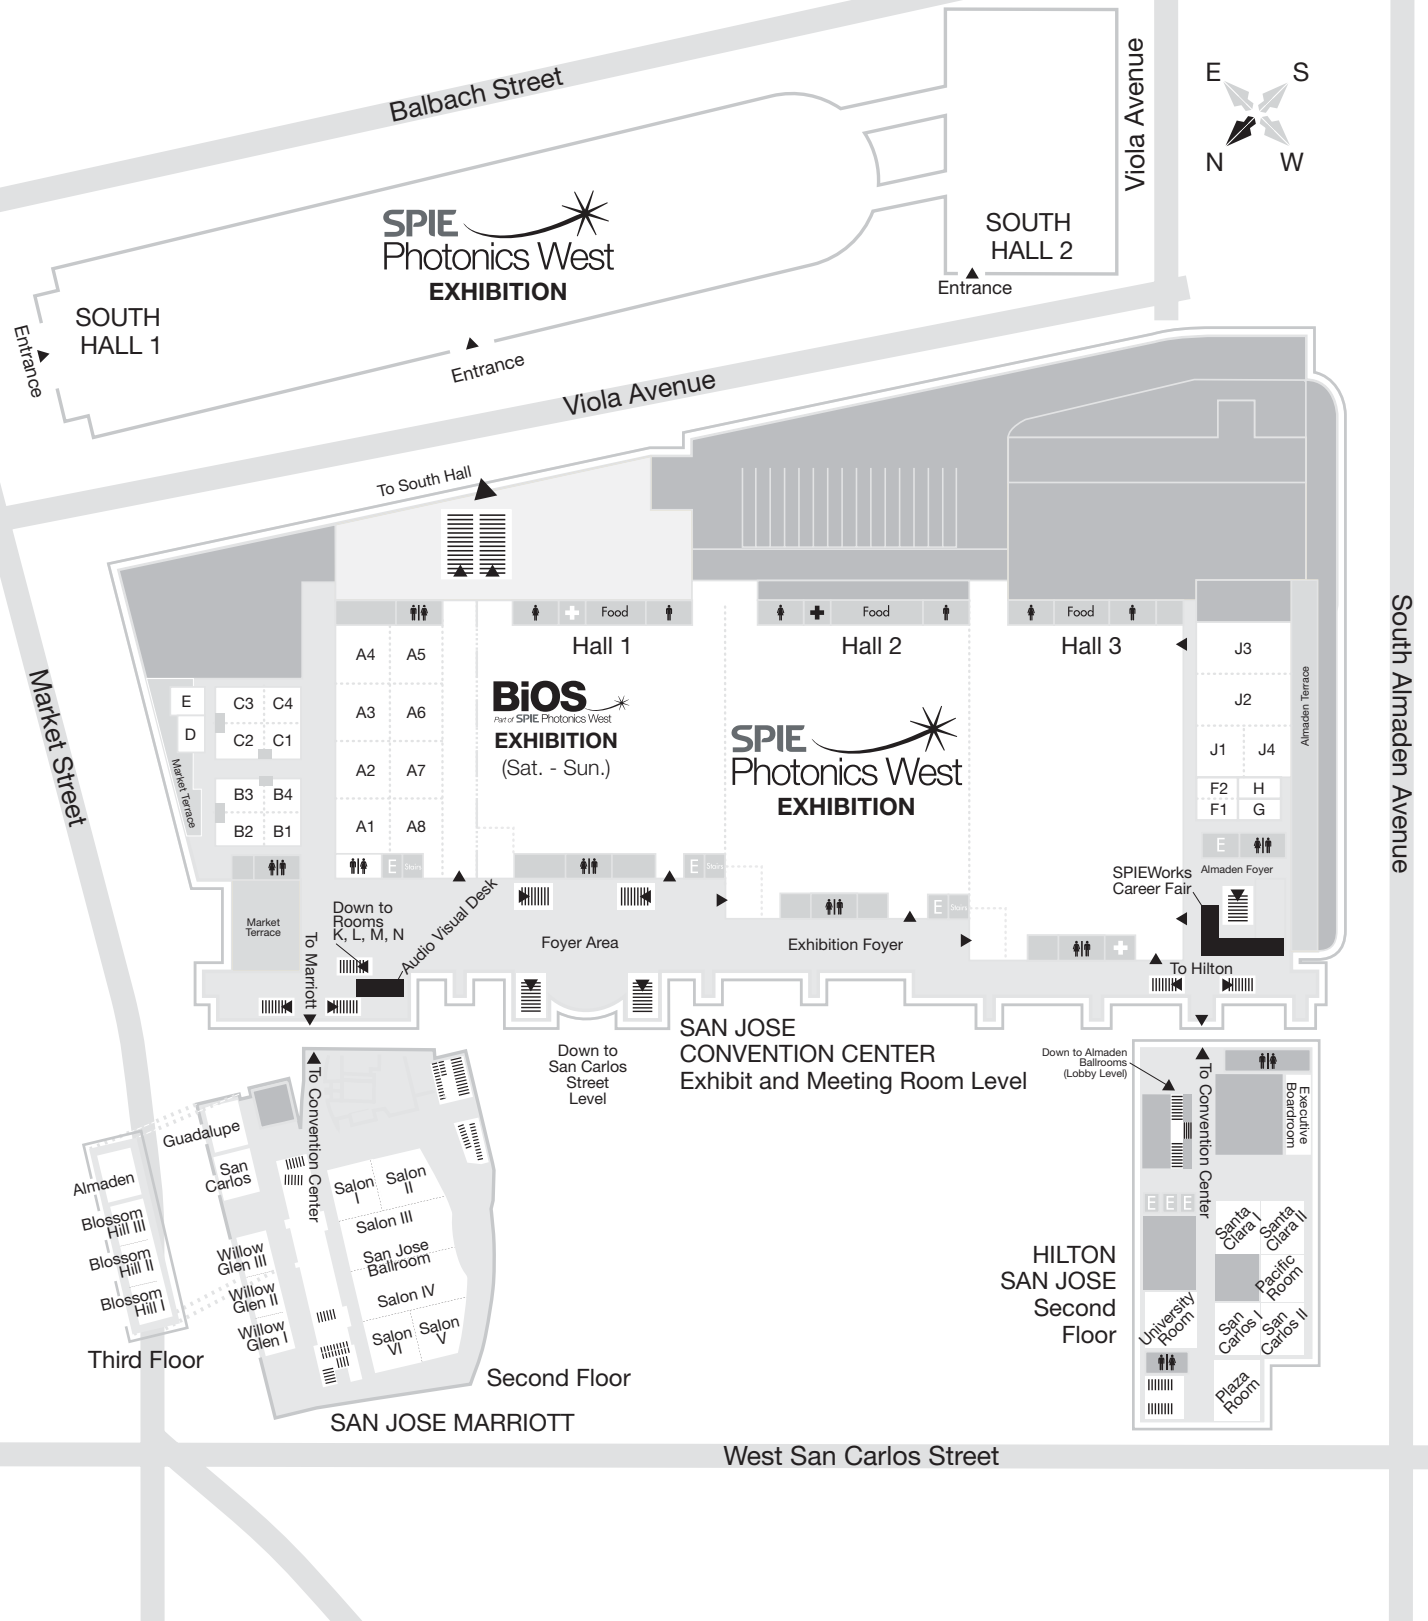 Balbach Street
Viola Avenue
E
S
N
W
SPIE
Photonics West
EXHIBITION
SOUTH
HALL 2
Entrance
SOUTH
HALL 1
Entrance
Entrance
Viola Avenue
To South Hall
Market Street
South Almaden Avenue
Food
Food
Food
Hall 1
Hall 2
Hall 3
A4
A5
A3
A6
A2
A7
A1
A8
E
D
C3
C4
C2
C1
B3
B4
B2
B1
Market Terrace
BiOS
Part of SPIE Photonics West
EXHIBITION
(Sat. - Sun.)
SPIE
Photonics West
EXHIBITION
J3
J2
J1
J4
F2
H
F1
G
Almaden Terrace
E
Stairs
E
Stairs
E
Stairs
E
Almaden Foyer
SPIEWorks
Career Fair
Market
Terrace
To Marriott
Down to
Rooms
K, L, M, N
Audio Visual Desk
Foyer Area
Exhibition Foyer
To Hilton
Down to
San Carlos
Street
Level
SAN JOSE
CONVENTION CENTER
Exhibit and Meeting Room Level
Down to Almaden
Ballrooms
(Lobby Level)
To Convention Center
Executive
Boardroom
E E E
Santa
Clara I
Santa
Clara II
Pacific
Room
University
Room
San
Carlos I
San
Carlos II
Plaza
Room
HILTON
SAN JOSE
Second
Floor
To Convention Center
Guadalupe
San
Carlos
Almaden
Blossom
Hill III
Blossom
Hill II
Blossom
Hill I
Willow
Glen III
Willow
Glen II
Willow
Glen I
Salon
I
Salon
II
Salon III
San Jose
Ballroom
Salon IV
Salon
VI
Salon
V
Third Floor
Second Floor
SAN JOSE MARRIOTT
West San Carlos Street